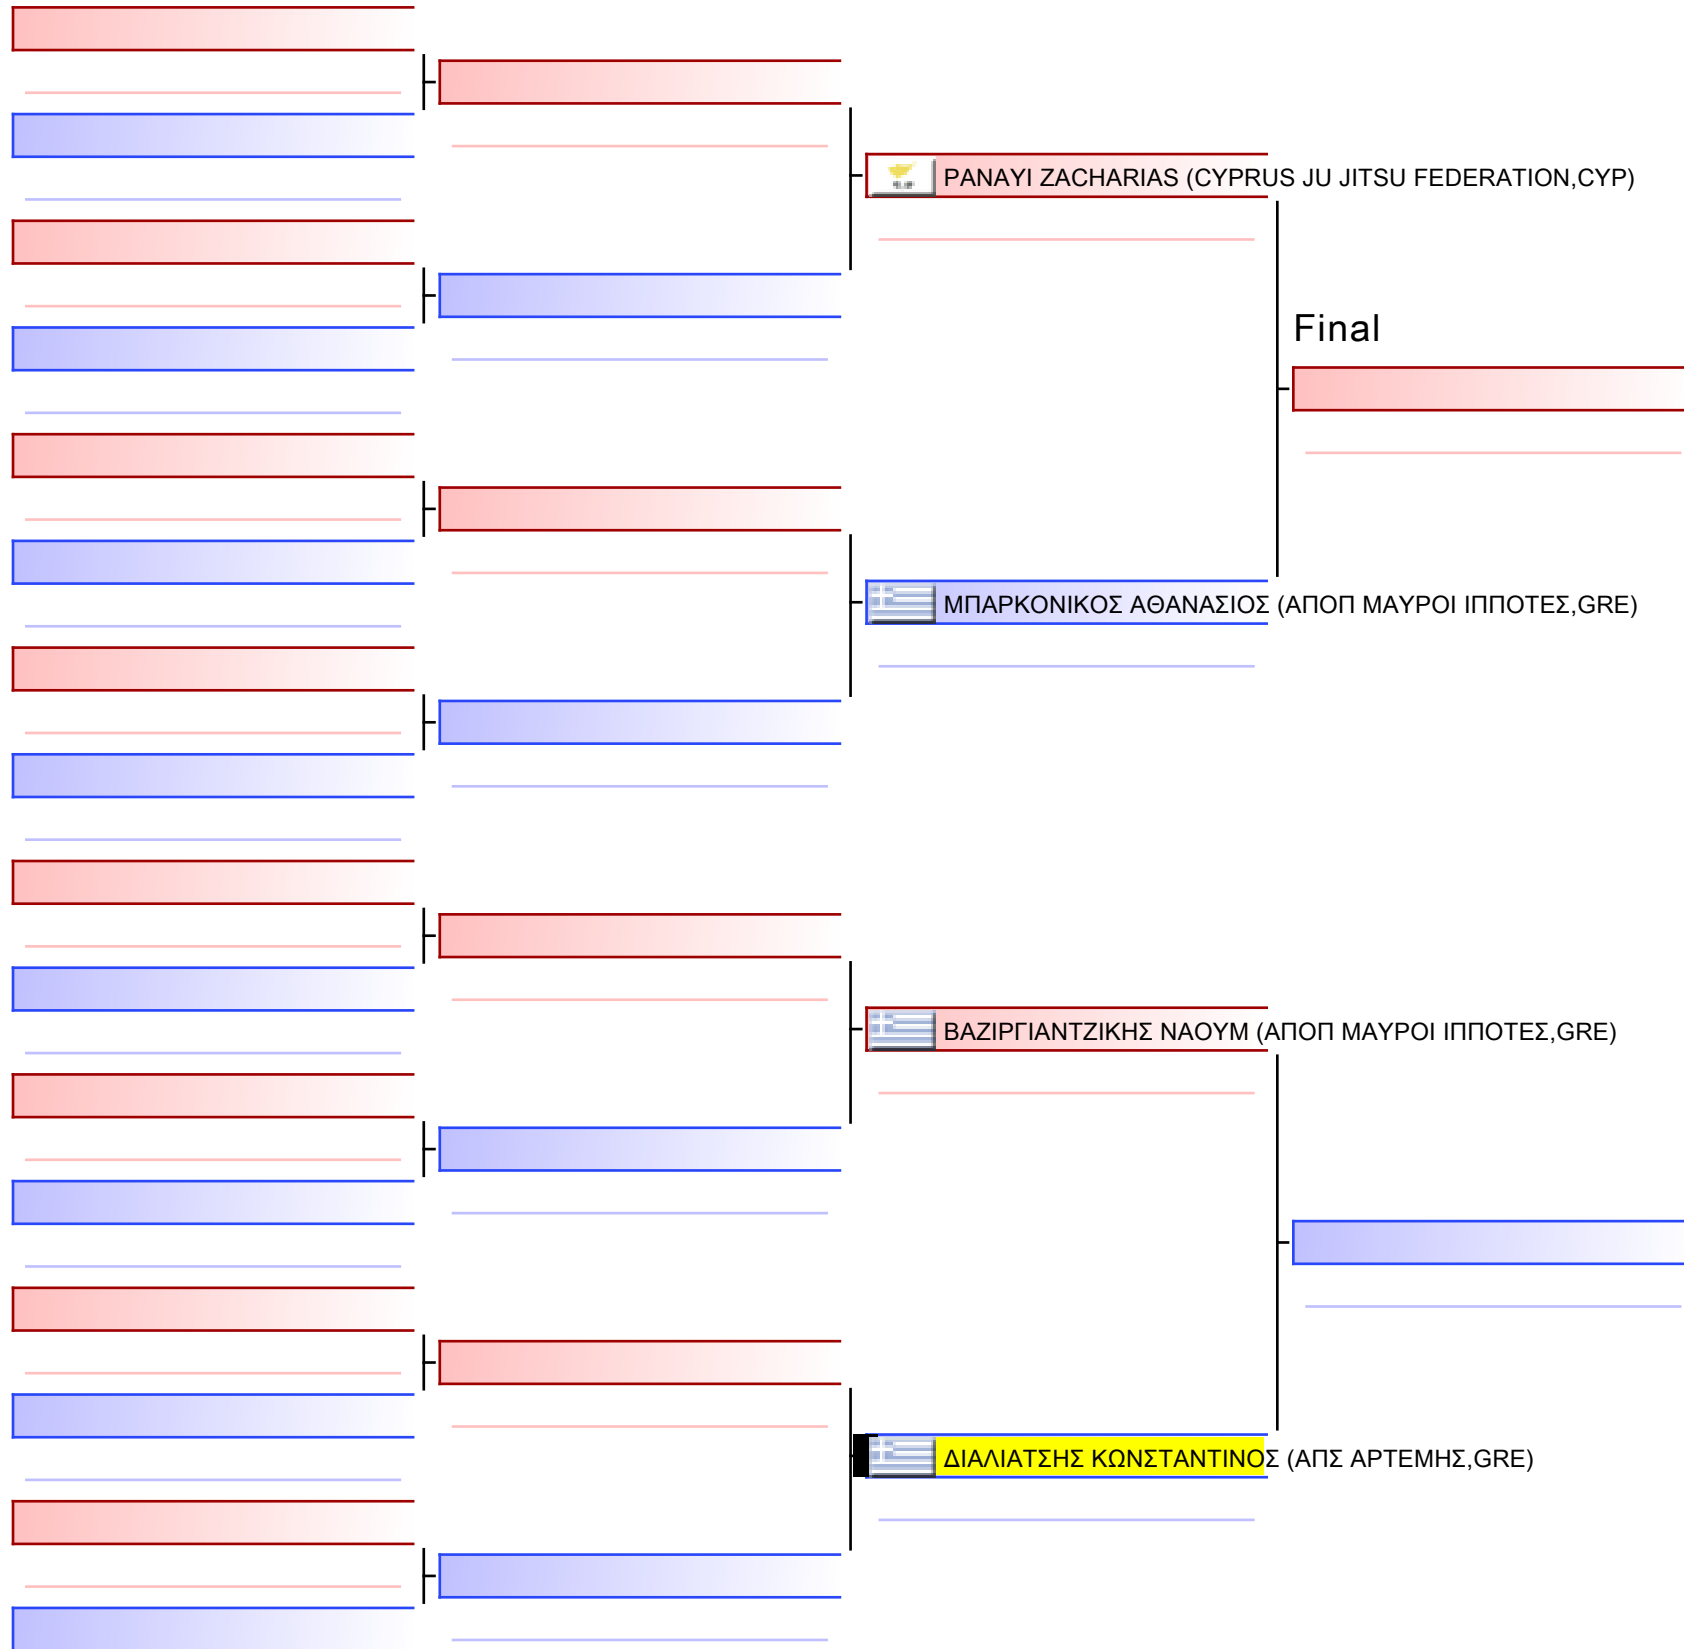 PANAYI ZACHARIAS (CYPRUS JU JITSU FEDERATION,CYP)
Final
ΜΠΑΡΚΟΝΙΚΟΣ ΑΘΑΝΑΣΙΟΣ (ΑΠΟΠ ΜΑΥΡΟΙ ΙΠΠΟΤΕΣ,GRE)
ΒΑΖΙΡΓΙΑΝΤΖΙΚΗΣ ΝΑΟΥΜ (ΑΠΟΠ ΜΑΥΡΟΙ ΙΠΠΟΤΕΣ,GRE)
ΔΙΑΛΙΑΤΣΗΣ ΚΩΝΣΤΑΝΤΙΝΟΣ (ΑΠΣ ΑΡΤΕΜΗΣ,GRE)